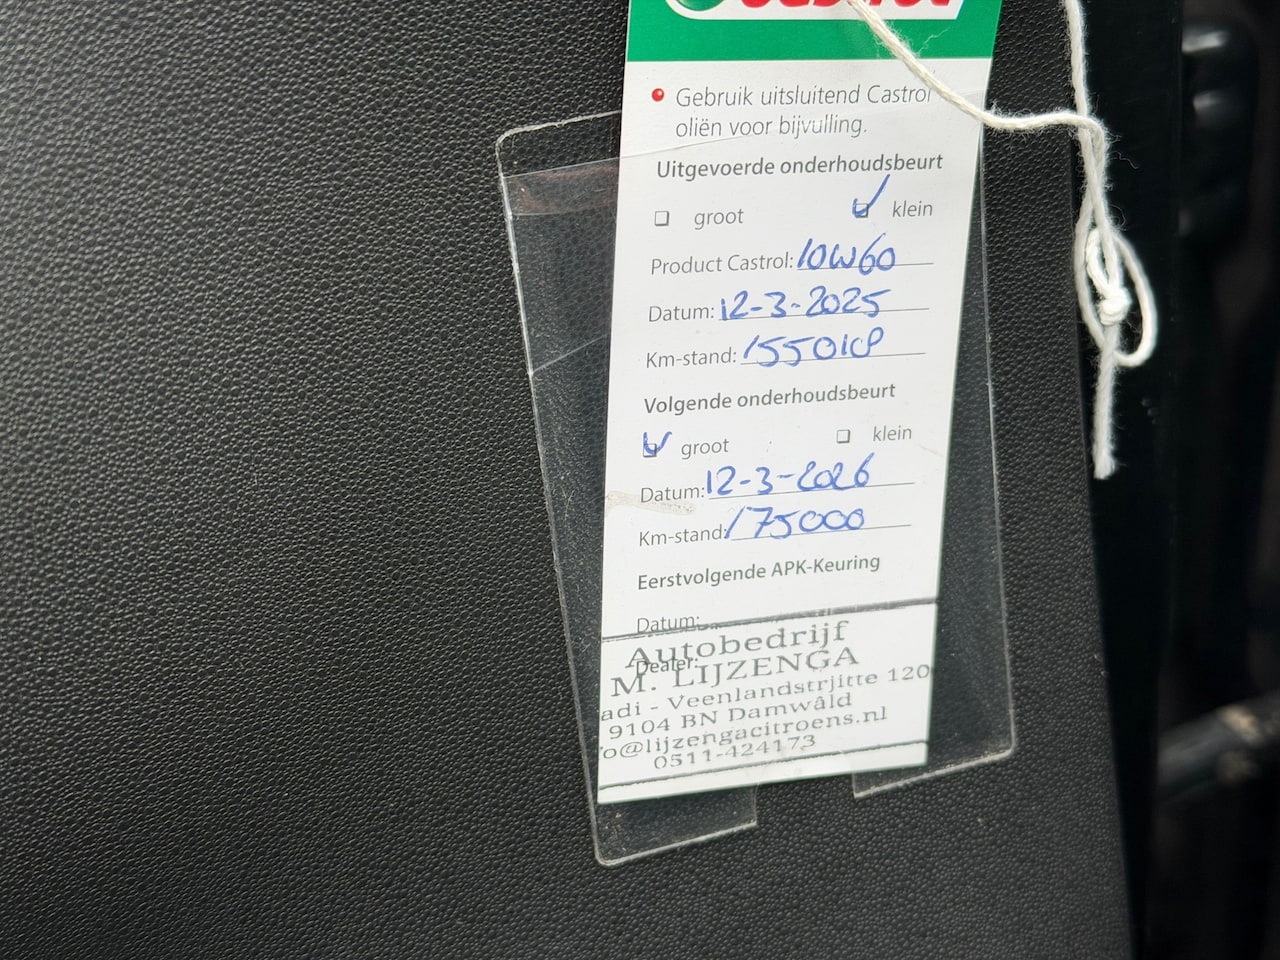 Gebruik uitsluitend Castrol
oliën voor bijvulling.
Uitgevoerde onderhoudsbeurt
groot klein
Product Castrol: 10W60
Datum: 12-3-2025
Km-stand:
Volgende onderhoudsbeurt
groot klein
Datum: 12-3-2026
Km-stand: 175000
Eerstvolgende APK-Keuring
Datum:
Autobedrijf
Dealer:
M. LIJZENGA
adi - Veenlandstrjitte 120
9104 BN Damwâld
o@lijzengacitroens.nl
0511-424173